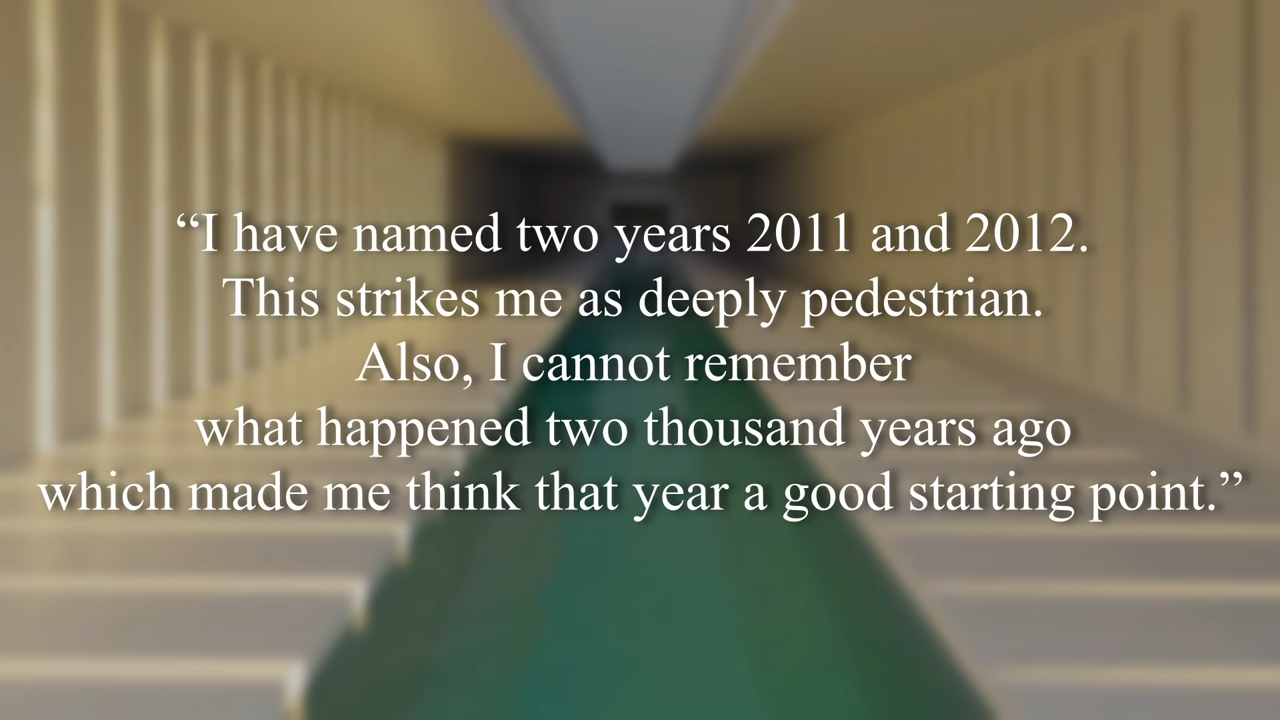 “I have named two years 2011 and 2012.
This strikes me as deeply pedestrian.
Also, I cannot remember
what happened two thousand years ago
which made me think that year a good starting point.”